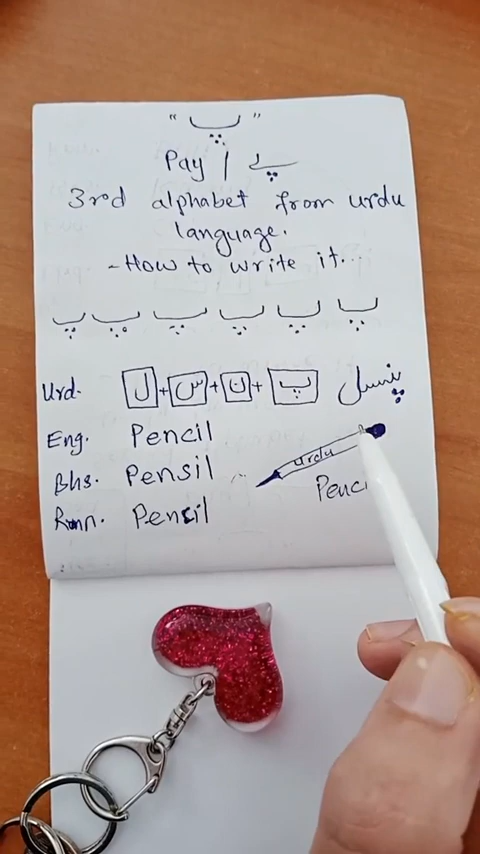 "پ"
Pay / پے
3rd alphabet from urdu
language.
-How to write it...
پ پ پ پ پ پ
Urd. ل + س + ن + پ پنسل
Eng. Pencil
Bhs. Pensil
Rmn. Pensil
urdu
Penci